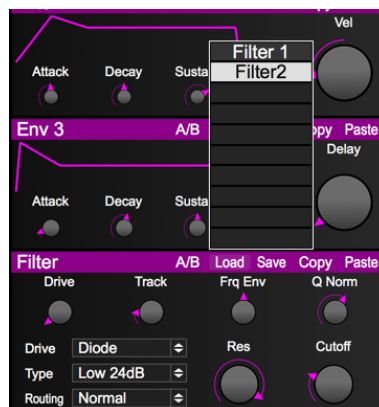 Vel
Filter 1
Filter2
Attack Decay Susta
Env 3 A/B opy Paste
Delay
Attack Decay Susta
Filter A/B Load Save Copy Paste
Drive Track Frq Env Q Norm
Drive Diode Res Cutoff
Type Low 24dB
Routing Normal